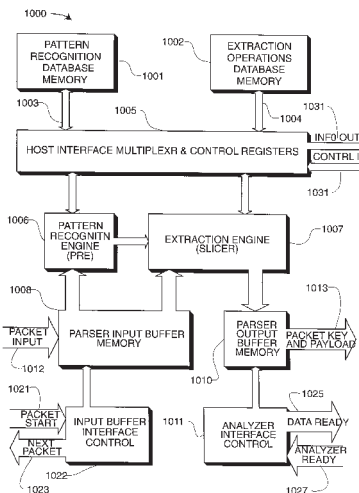 1000
PATTERN
RECOGNITION
DATABASE
MEMORY
1001
1002
EXTRACTION
OPERATIONS
DATABASE
MEMORY
1003
1004
1005
1031
HOST INTERFACE MULTIPLEXR & CONTROL REGISTERS
INFO OUT
CONTRL I
1031
1006
PATTERN
RECOGNITN
ENGINE
(PRE)
EXTRACTION ENGINE
(SLICER)
1007
1008
PACKET
INPUT
1012
PARSER INPUT BUFFER
MEMORY
PARSER
OUTPUT
BUFFER
MEMORY
1010
1013
PACKET KEY
AND PAYLOAD
1021
PACKET
START
NEXT
PACKET
1023
INPUT BUFFER
INTERFACE
CONTROL
1022
1011
ANALYZER
INTERFACE
CONTROL
1025
DATA READY
ANALYZER
READY
1027